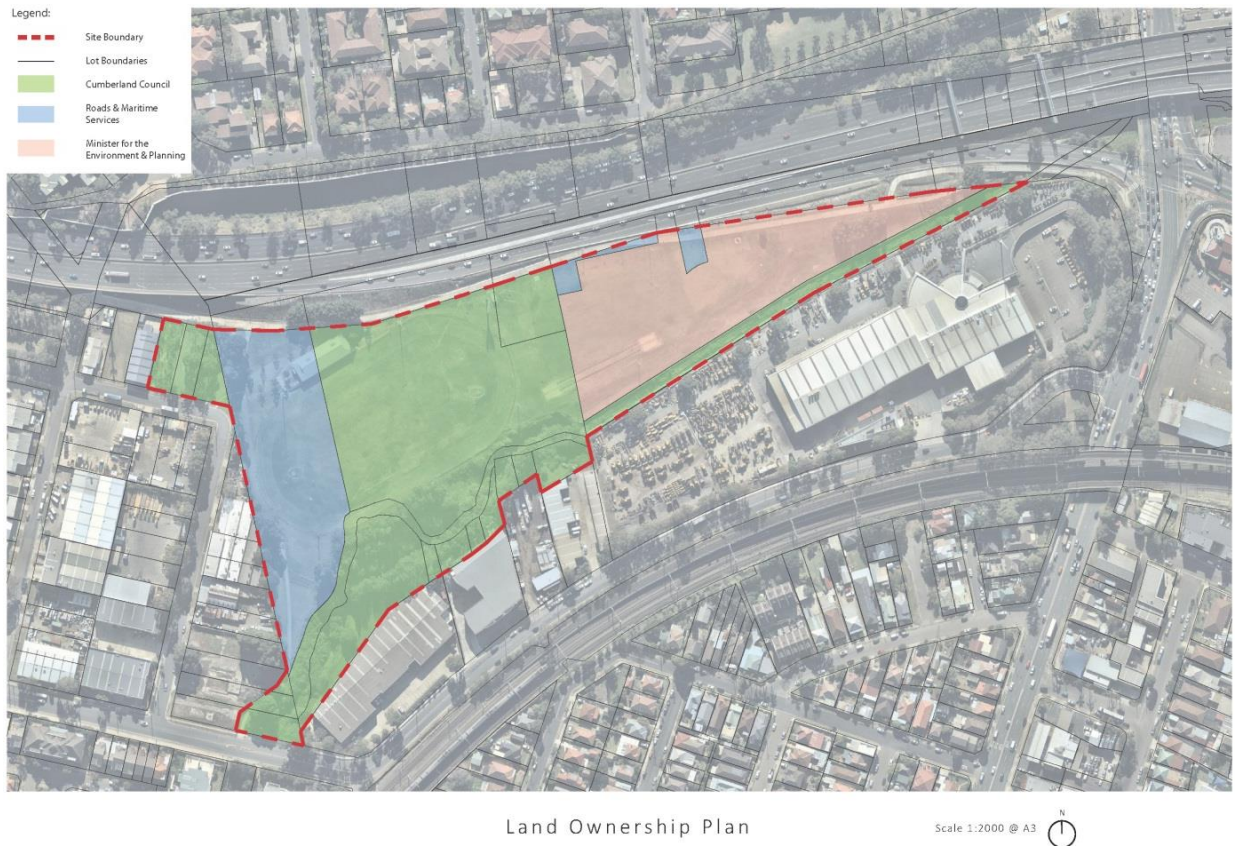 Legend:
Site Boundary
Lot Boundaries
Cumberland Council
Roads & Maritime
Services
Minister for the
Environment & Planning
Land Ownership Plan
Scale 1:2000 @ A3
N